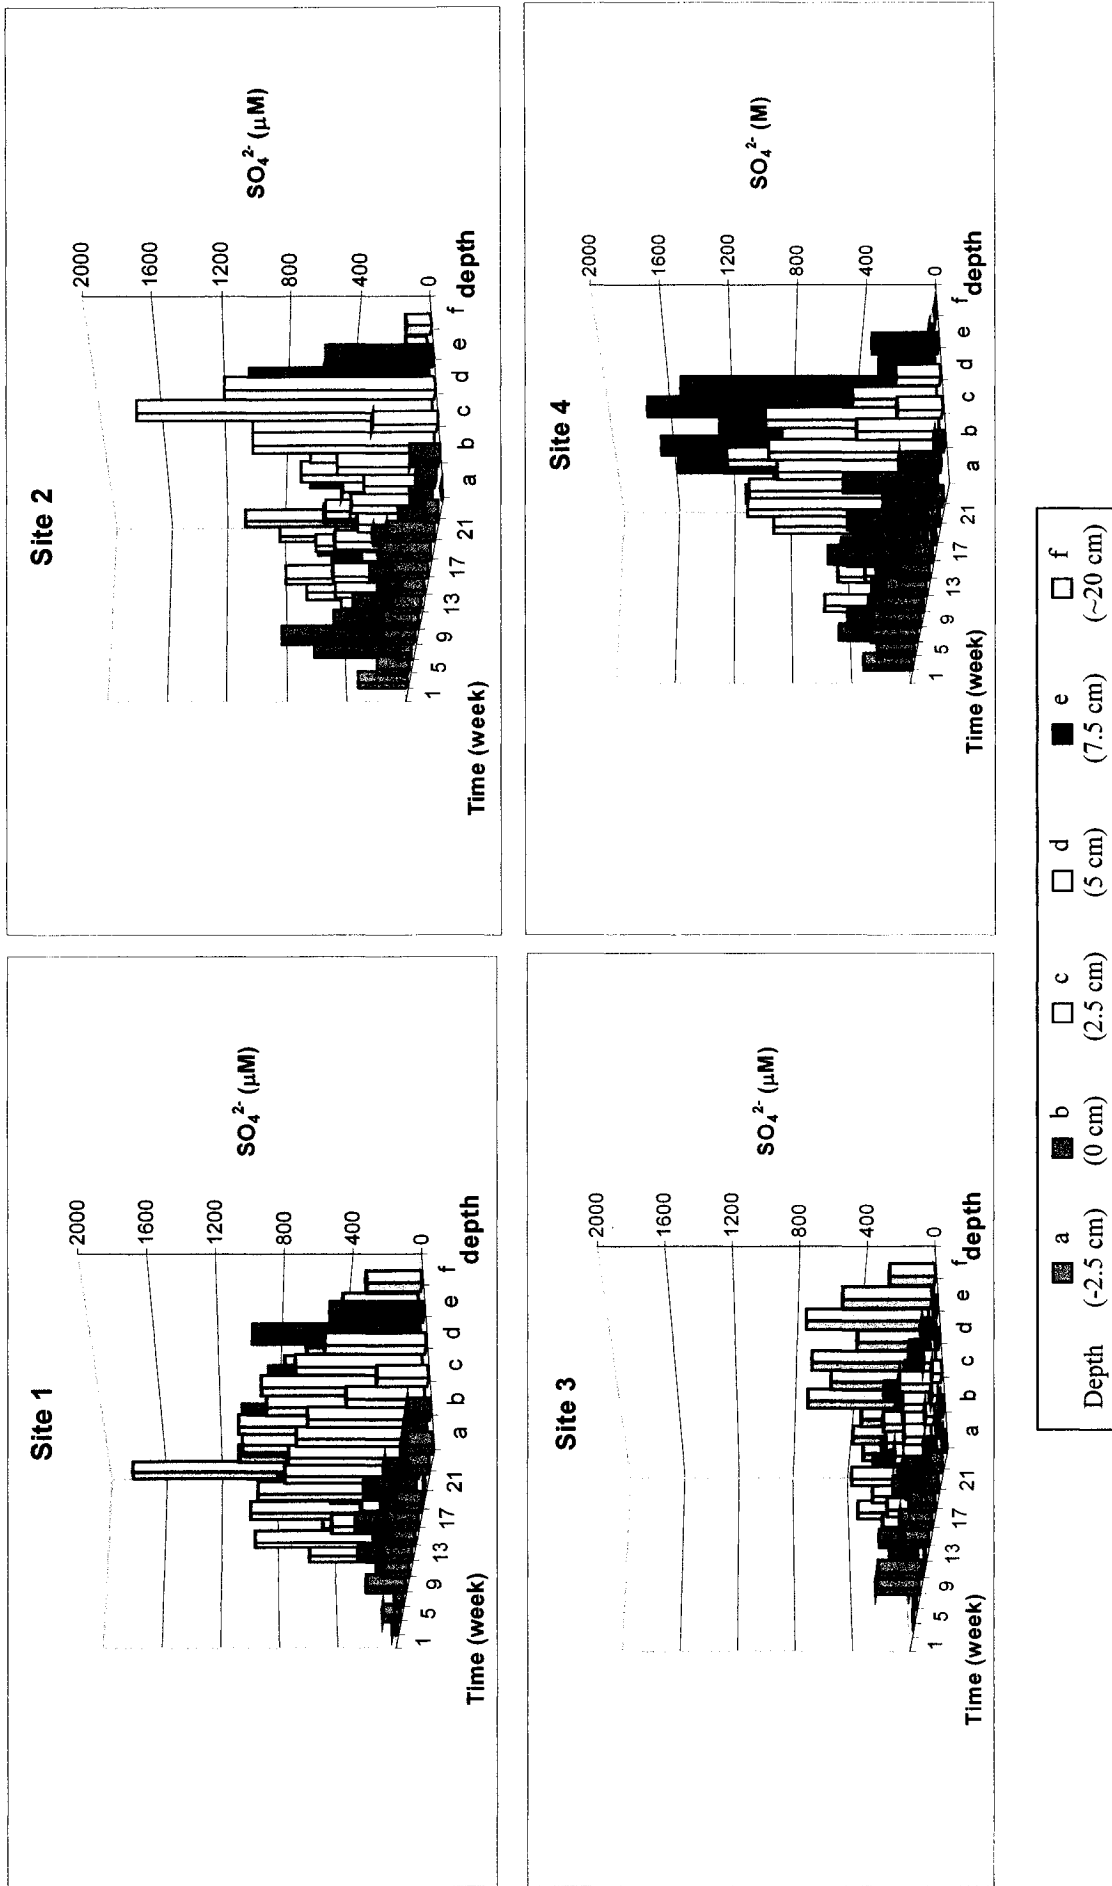 Site 1
SO₄²⁻ (µM)
2000
1600
1200
800
400
0
depth
f
e
d
c
b
a
21
17
13
9
5
1
Time (week)
Site 2
SO₄²⁻ (µM)
2000
1600
1200
800
400
0
depth
f
e
d
c
b
a
21
17
13
9
5
1
Time (week)
Site 3
SO₄²⁻ (µM)
2000
1600
1200
800
400
0
depth
f
e
d
c
b
a
21
17
13
9
5
1
Time (week)
Site 4
SO₄²⁻ (M)
2000
1600
1200
800
400
0
depth
f
e
d
c
b
a
21
17
13
9
5
1
Time (week)
Depth a b c d e f
(-2.5 cm) (0 cm) (2.5 cm) (5 cm) (7.5 cm) (~20 cm)